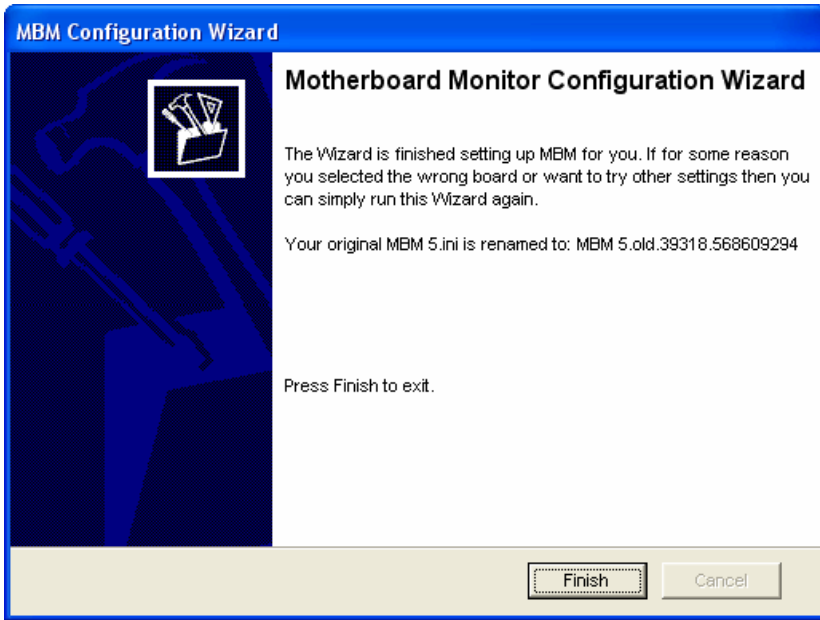 MBM Configuration Wizard
Motherboard Monitor Configuration Wizard
The Wizard is finished setting up MBM for you. If for some reason
you selected the wrong board or want to try other settings then you
can simply run this Wizard again.
Your original MBM 5.ini is renamed to: MBM 5.old.39318.568609294
Press Finish to exit.
Finish
Cancel